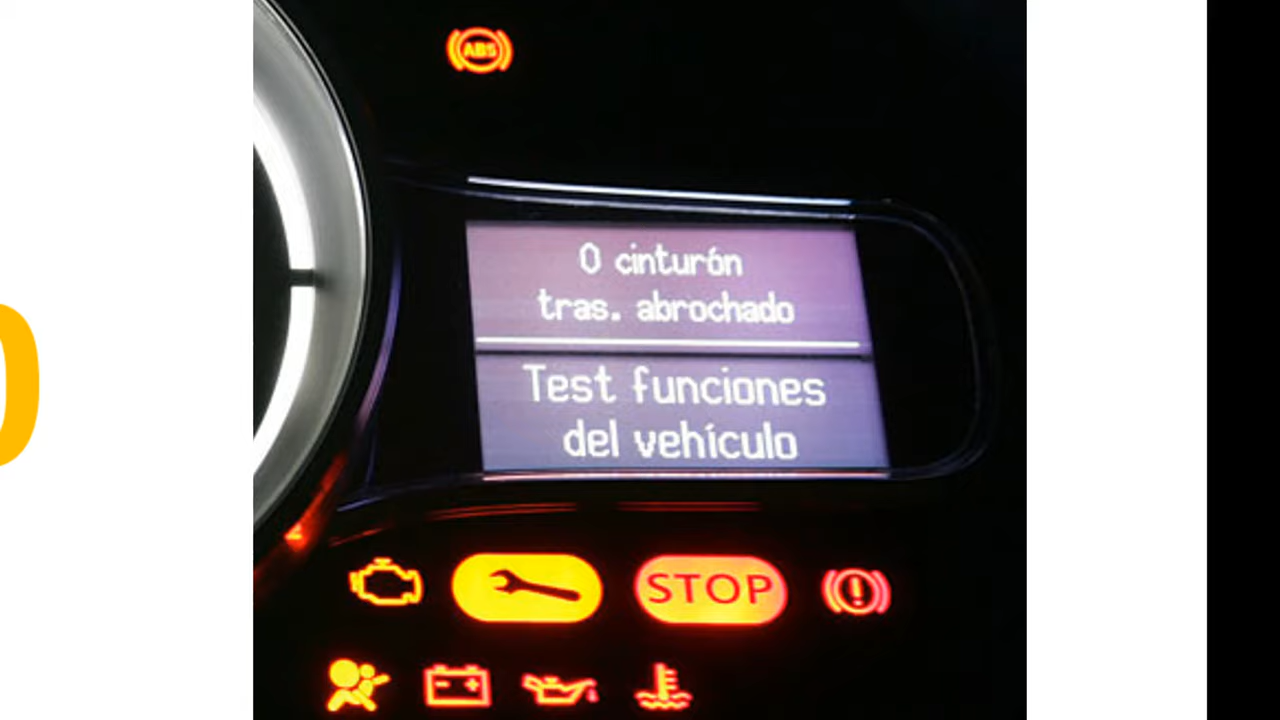 ABS
0 cinturón
tras. abrochado
Test funciones
del vehículo
STOP